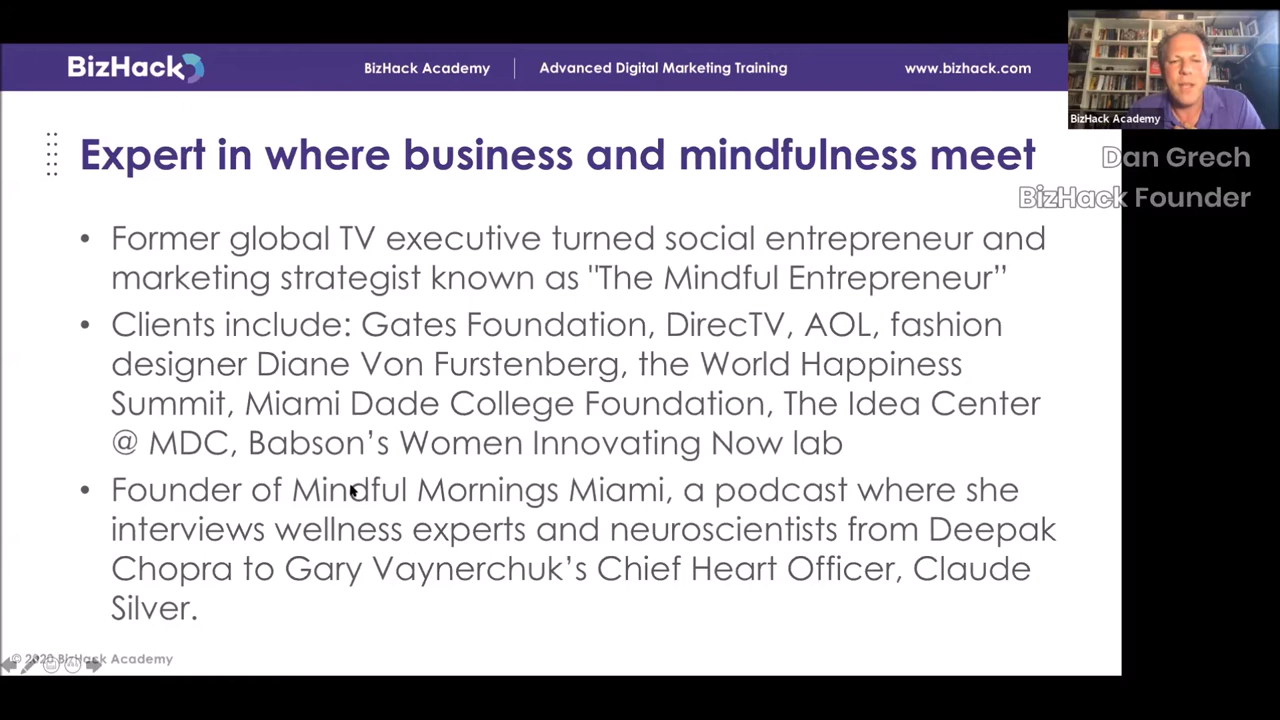 BizHack
BizHack Academy
Advanced Digital Marketing Training
www.bizhack.com
BizHack Academy
Dan Grech
BizHack Founder
Expert in where business and mindfulness meet
• Former global TV executive turned social entrepreneur and
marketing strategist known as "The Mindful Entrepreneur”
• Clients include: Gates Foundation, DirecTV, AOL, fashion
designer Diane Von Furstenberg, the World Happiness
Summit, Miami Dade College Foundation, The Idea Center
@ MDC, Babson’s Women Innovating Now lab
• Founder of Mindful Mornings Miami, a podcast where she
interviews wellness experts and neuroscientists from Deepak
Chopra to Gary Vaynerchuk’s Chief Heart Officer, Claude
Silver.
© 2020 BizHack Academy